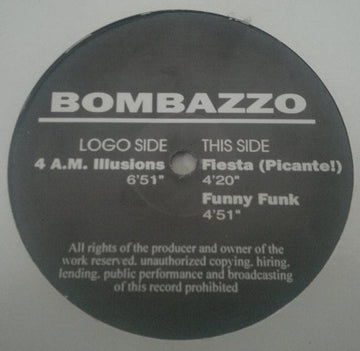 BOMBAZZO
LOGO SIDE
4 A.M. Illusions
6'51"
THIS SIDE
Fiesta (Picante!)
4'20"
Funny Funk
4'51"
All rights of the producer and owner of the
work reserved. unauthorized copying, hiring,
lending, public performance and broadcasting
of this record prohibited